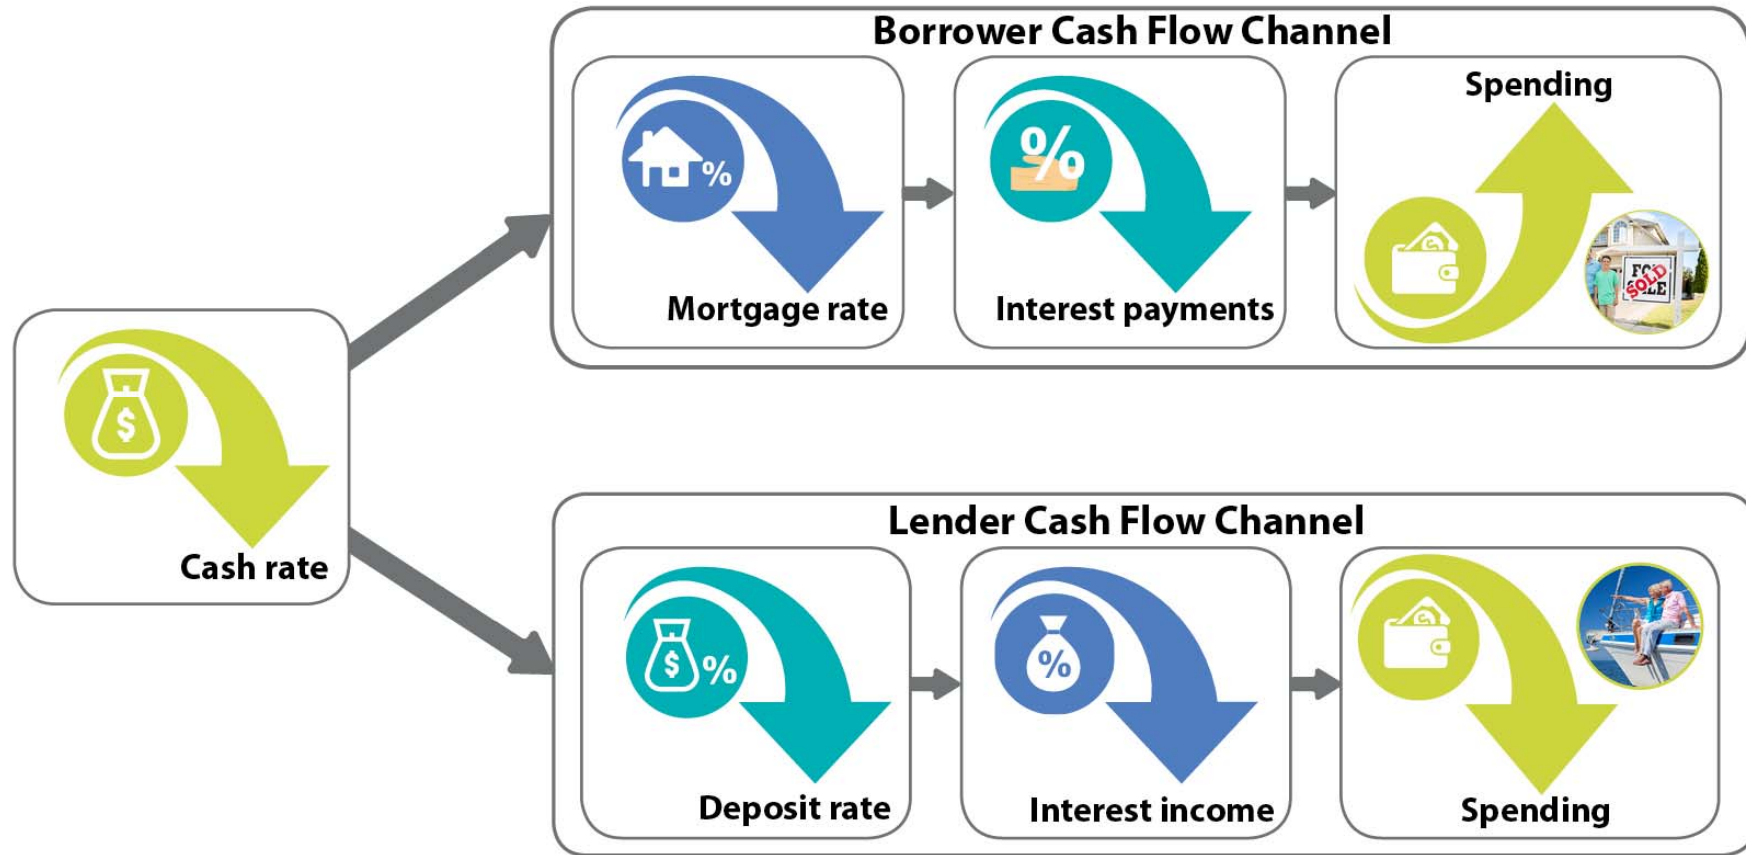 Borrower Cash Flow Channel
%
Mortgage rate
%
Interest payments
Spending
SOLD
$
Cash rate
Lender Cash Flow Channel
$ %
Deposit rate
%
Interest income
Spending